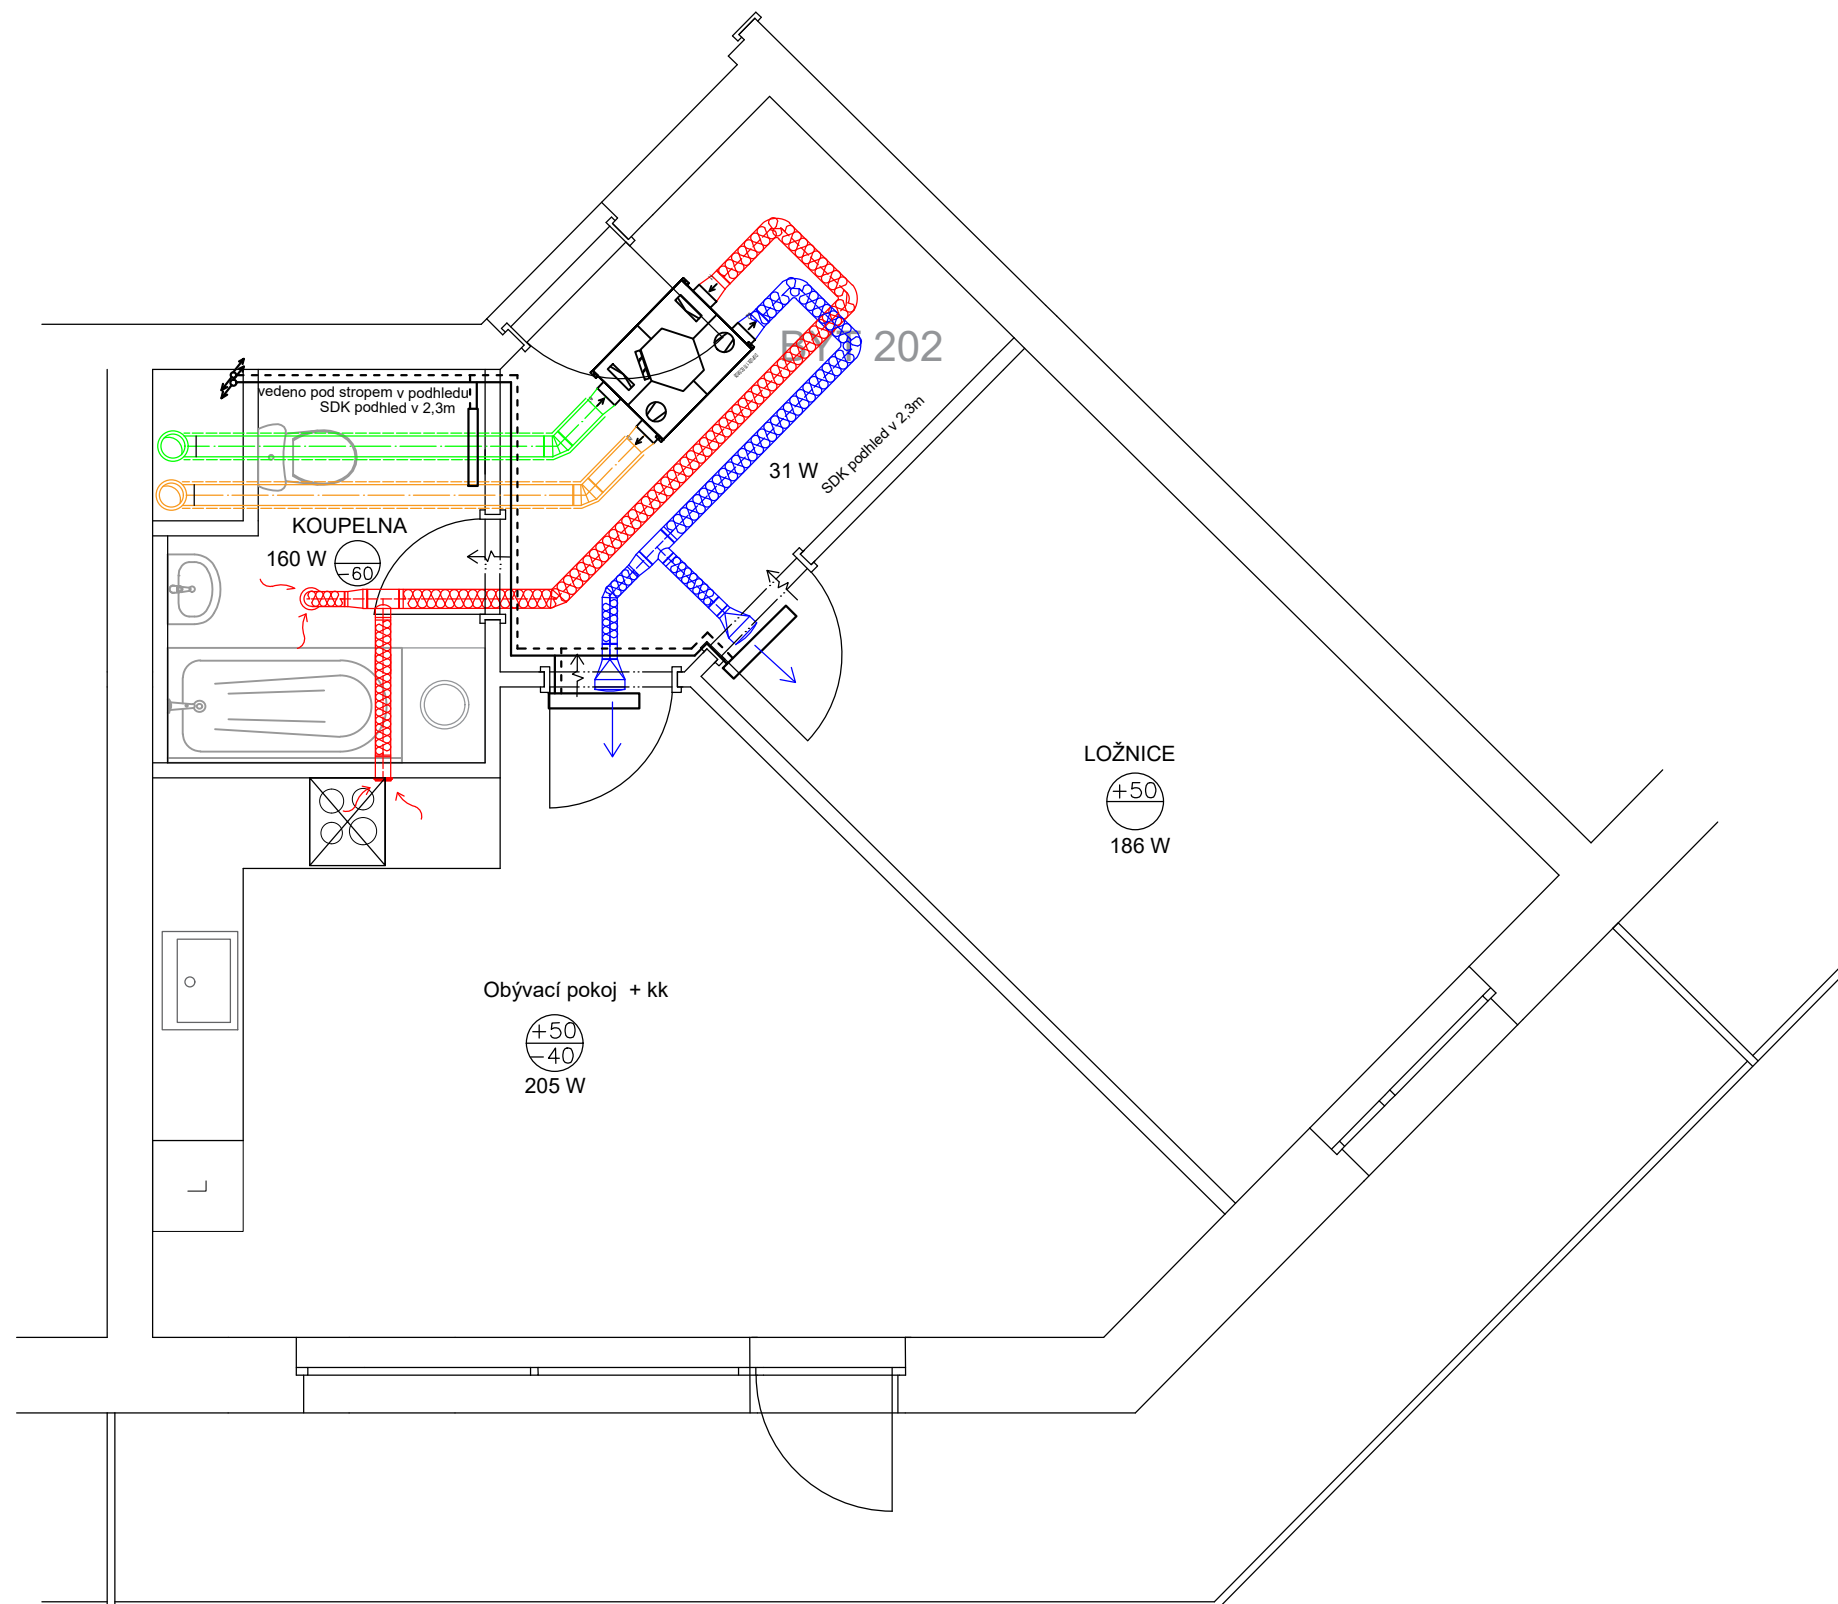 BYT 202
vedeno pod stropem v podhledu
SDK podhled v 2,3m
SDK podhled v 2,3m
31 W
KOUPELNA
160 W
-60
LOŽNICE
+50
186 W
Obývací pokoj + kk
+50
-40
205 W
L